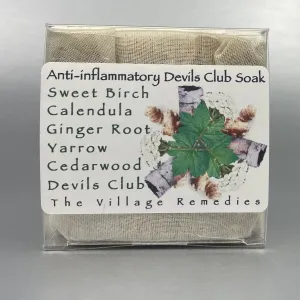 Anti-inflammatory Devils Club Soak
Sweet Birch
Calendula
Ginger Root
Yarrow
Cedarwood
Devils Club
The Village Remedies